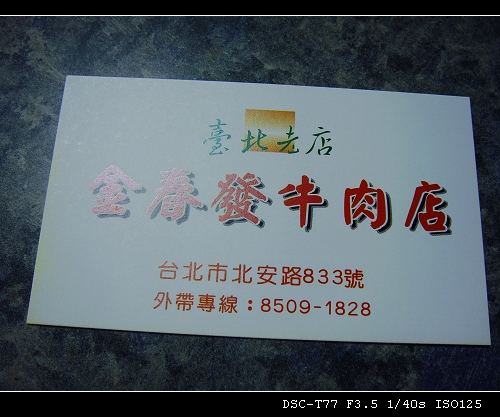 臺北老店
金春發牛肉店
台北市北安路833號
外帶專線：8509-1828
DSC-T77 F3.5 1/40s ISO125